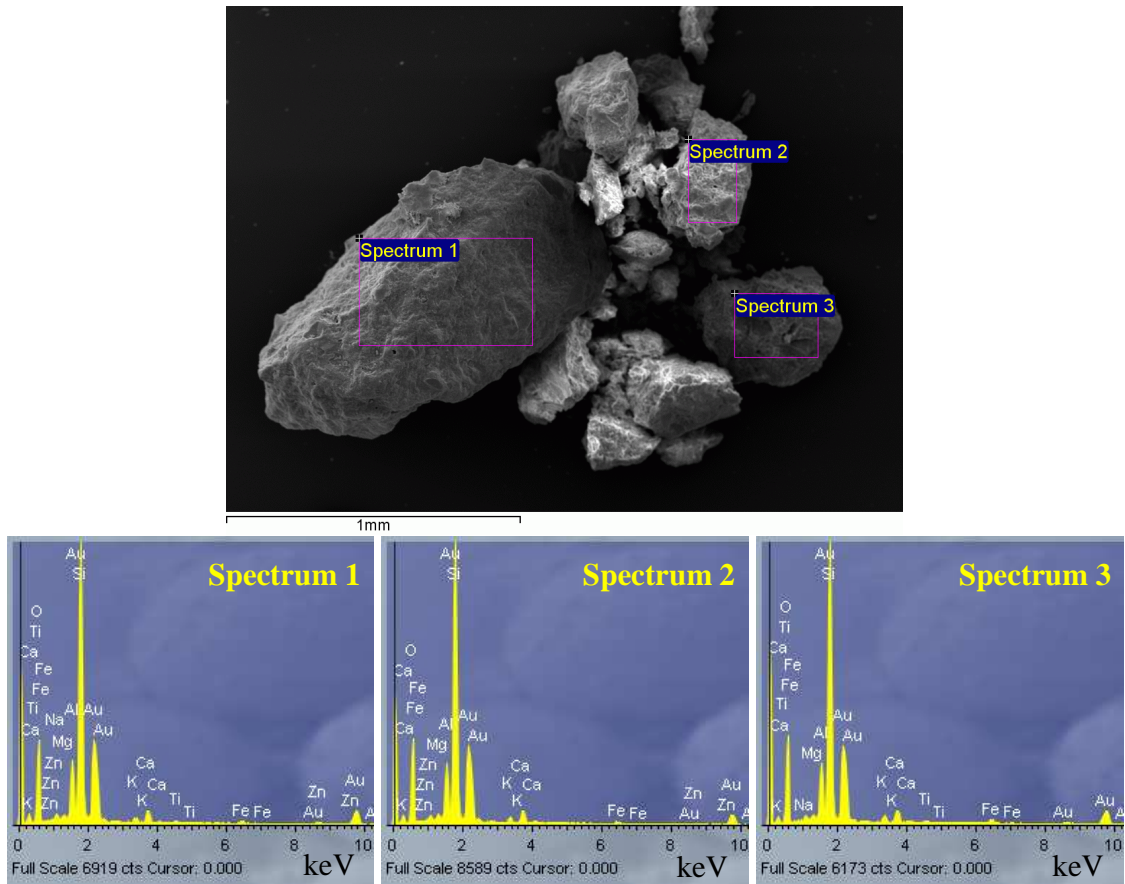 Spectrum 2
Spectrum 1
Spectrum 3
1mm
Spectrum 1
Au
Si
O
Ti
Ca
Fe
Fe
Ti
Na
Al
Au
Ca
Mg
Au
Zn
Zn
K
Zn
Ca
K
Ca
K
Ti
Ti
Fe
Fe
Zn
Au
Au
Zn
0 2 4 6 8 10
Full Scale 6919 cts Cursor: 0.000
keV
Spectrum 2
Au
Si
O
Ca
Fe
Fe
Al
Au
Ca
Mg
Au
Zn
Zn
K
Zn
Ca
K
Ca
K
Fe
Fe
Zn
Au
Au
Zn
0 2 4 6 8 10
Full Scale 8589 cts Cursor: 0.000
keV
Spectrum 3
Au
Si
O
Ti
Ca
Fe
Fe
Ti
Au
Ca
Al
Au
Mg
K
Na
Ca
K
Ca
K
Ti
Ti
Fe
Fe
Au
Au
0 2 4 6 8 10
Full Scale 6173 cts Cursor: 0.000
keV